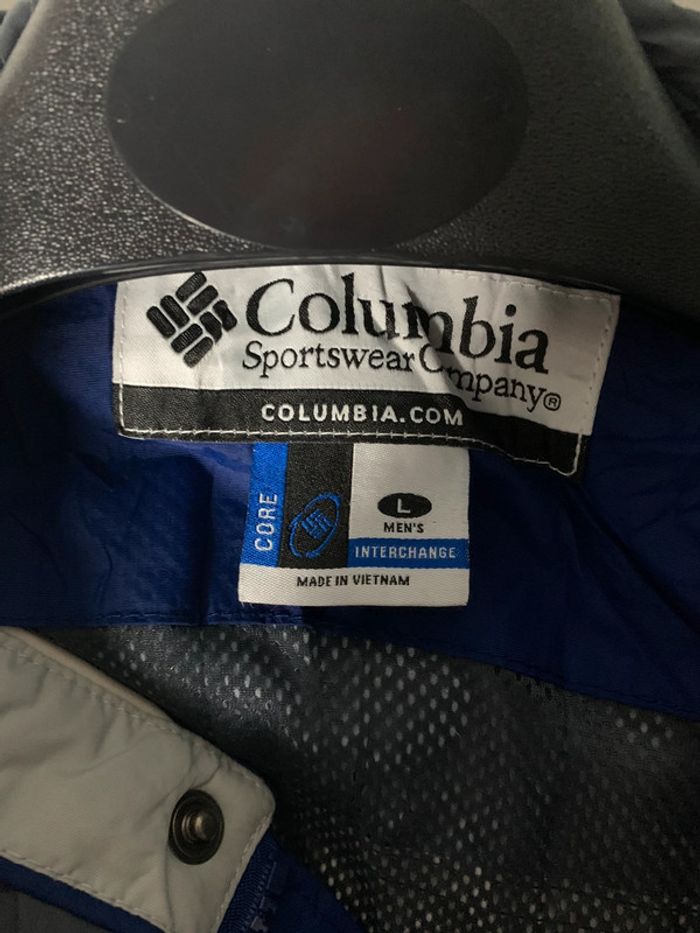 Columbia
Sportswear Company®
COLUMBIA.COM
CORE
L
MEN'S
INTERCHANGE
MADE IN VIETNAM